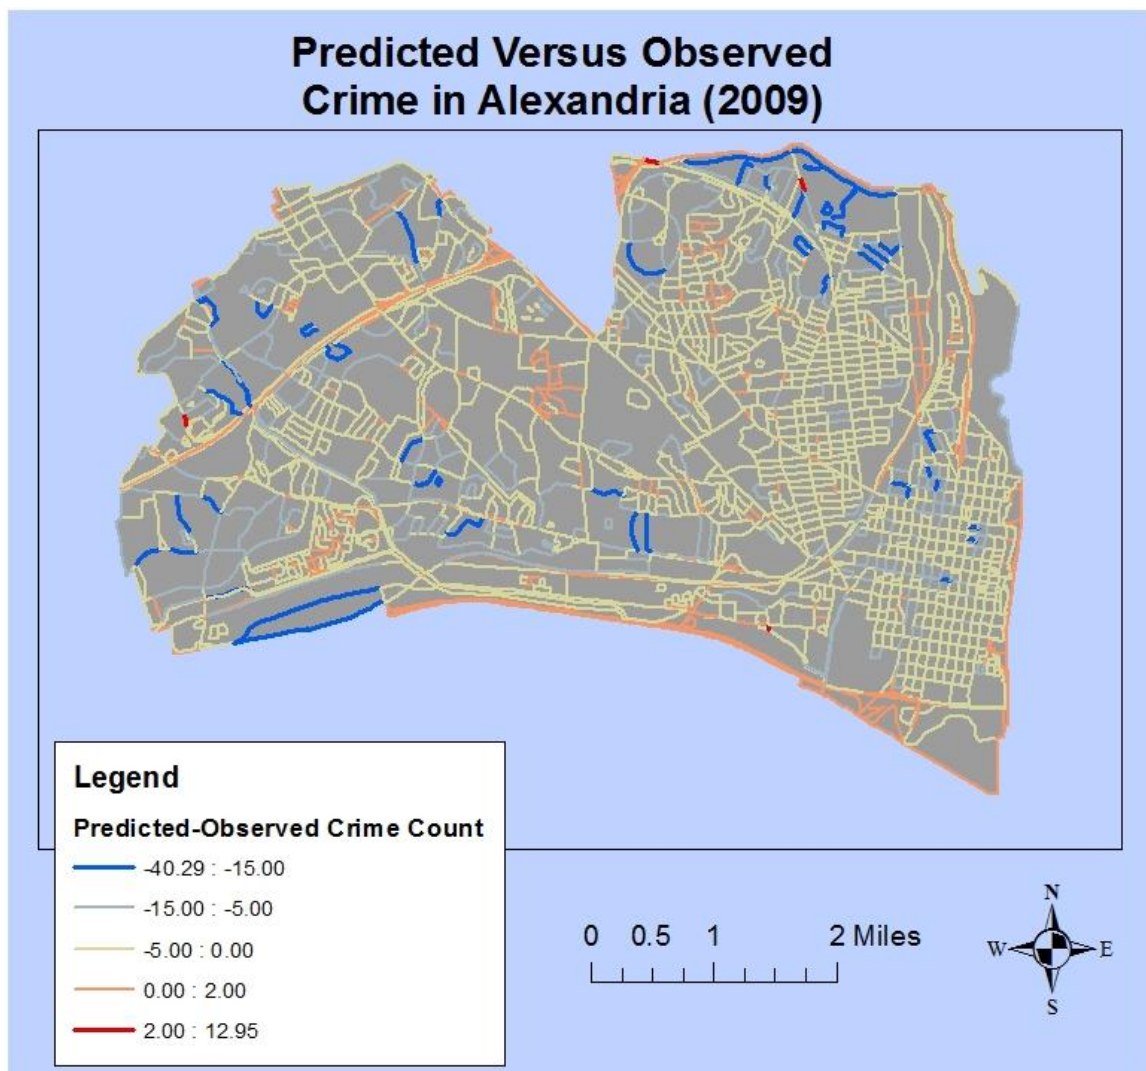 Predicted Versus Observed
Crime in Alexandria (2009)
Legend
Predicted-Observed Crime Count
-40.29 : -15.00
-15.00 : -5.00
-5.00 : 0.00
0.00 : 2.00
2.00 : 12.95
0 0.5 1 2 Miles
N
W E
S